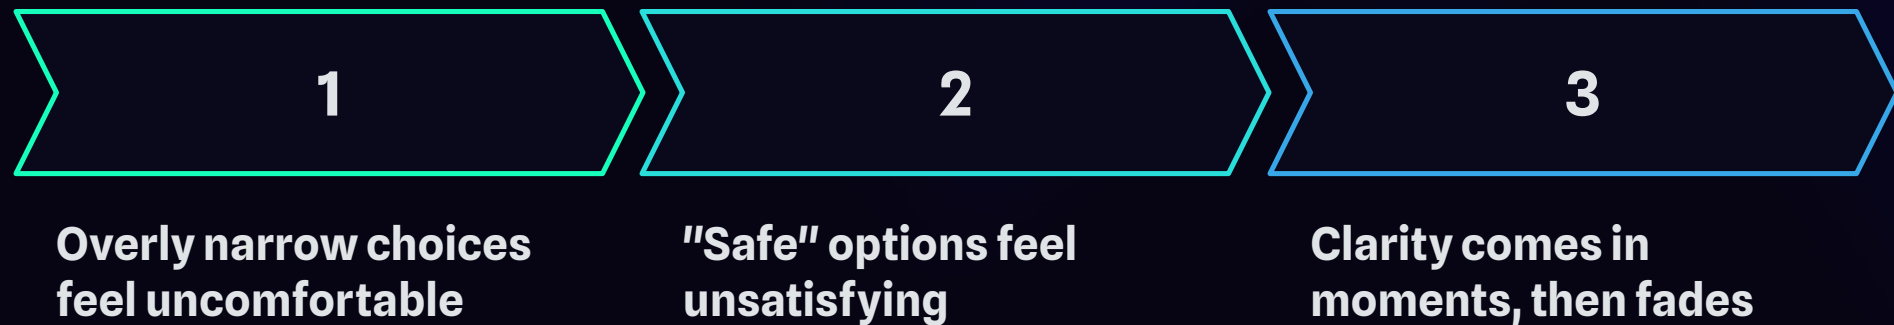 1
2
3
Overly narrow choices
feel uncomfortable
"Safe" options feel
unsatisfying
Clarity comes in
moments, then fades